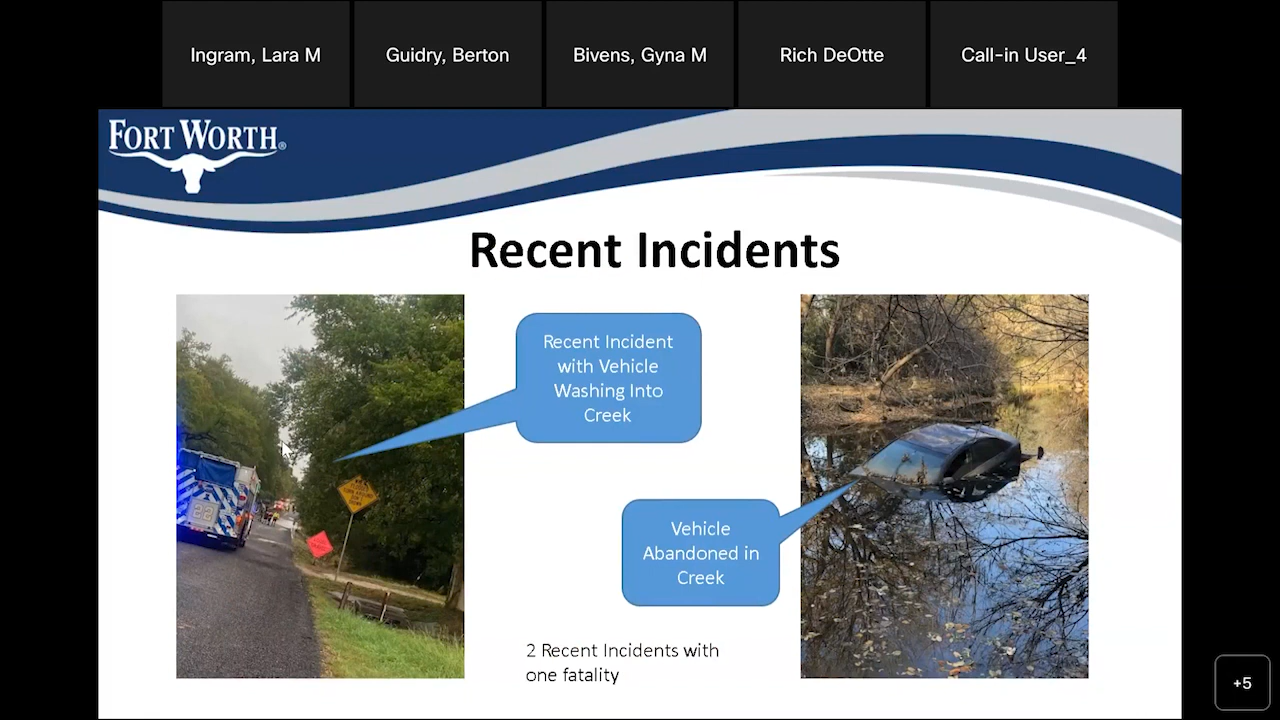 Ingram, Lara M
Guidry, Berton
Bivens, Gyna M
Rich DeOtte
Call-in User_4
FORT WORTH®
Recent Incidents
Recent Incident
with Vehicle
Washing Into
Creek
Vehicle
Abandoned in
Creek
2 Recent Incidents with
one fatality
22
+5